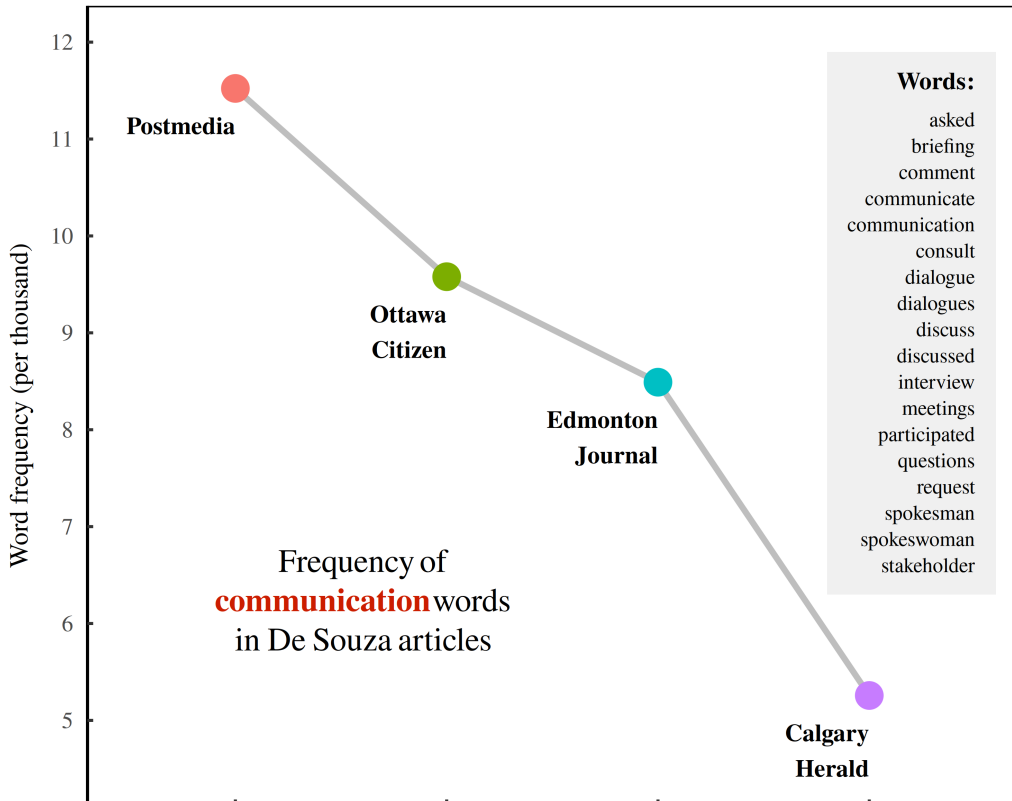 12
11
10
9
8
7
6
5
Word frequency (per thousand)
Postmedia
Ottawa
Citizen
Edmonton
Journal
Calgary
Herald
Frequency of
communication words
in De Souza articles
Words:
asked
briefing
comment
communicate
communication
consult
dialogue
dialogues
discuss
discussed
interview
meetings
participated
questions
request
spokesman
spokeswoman
stakeholder